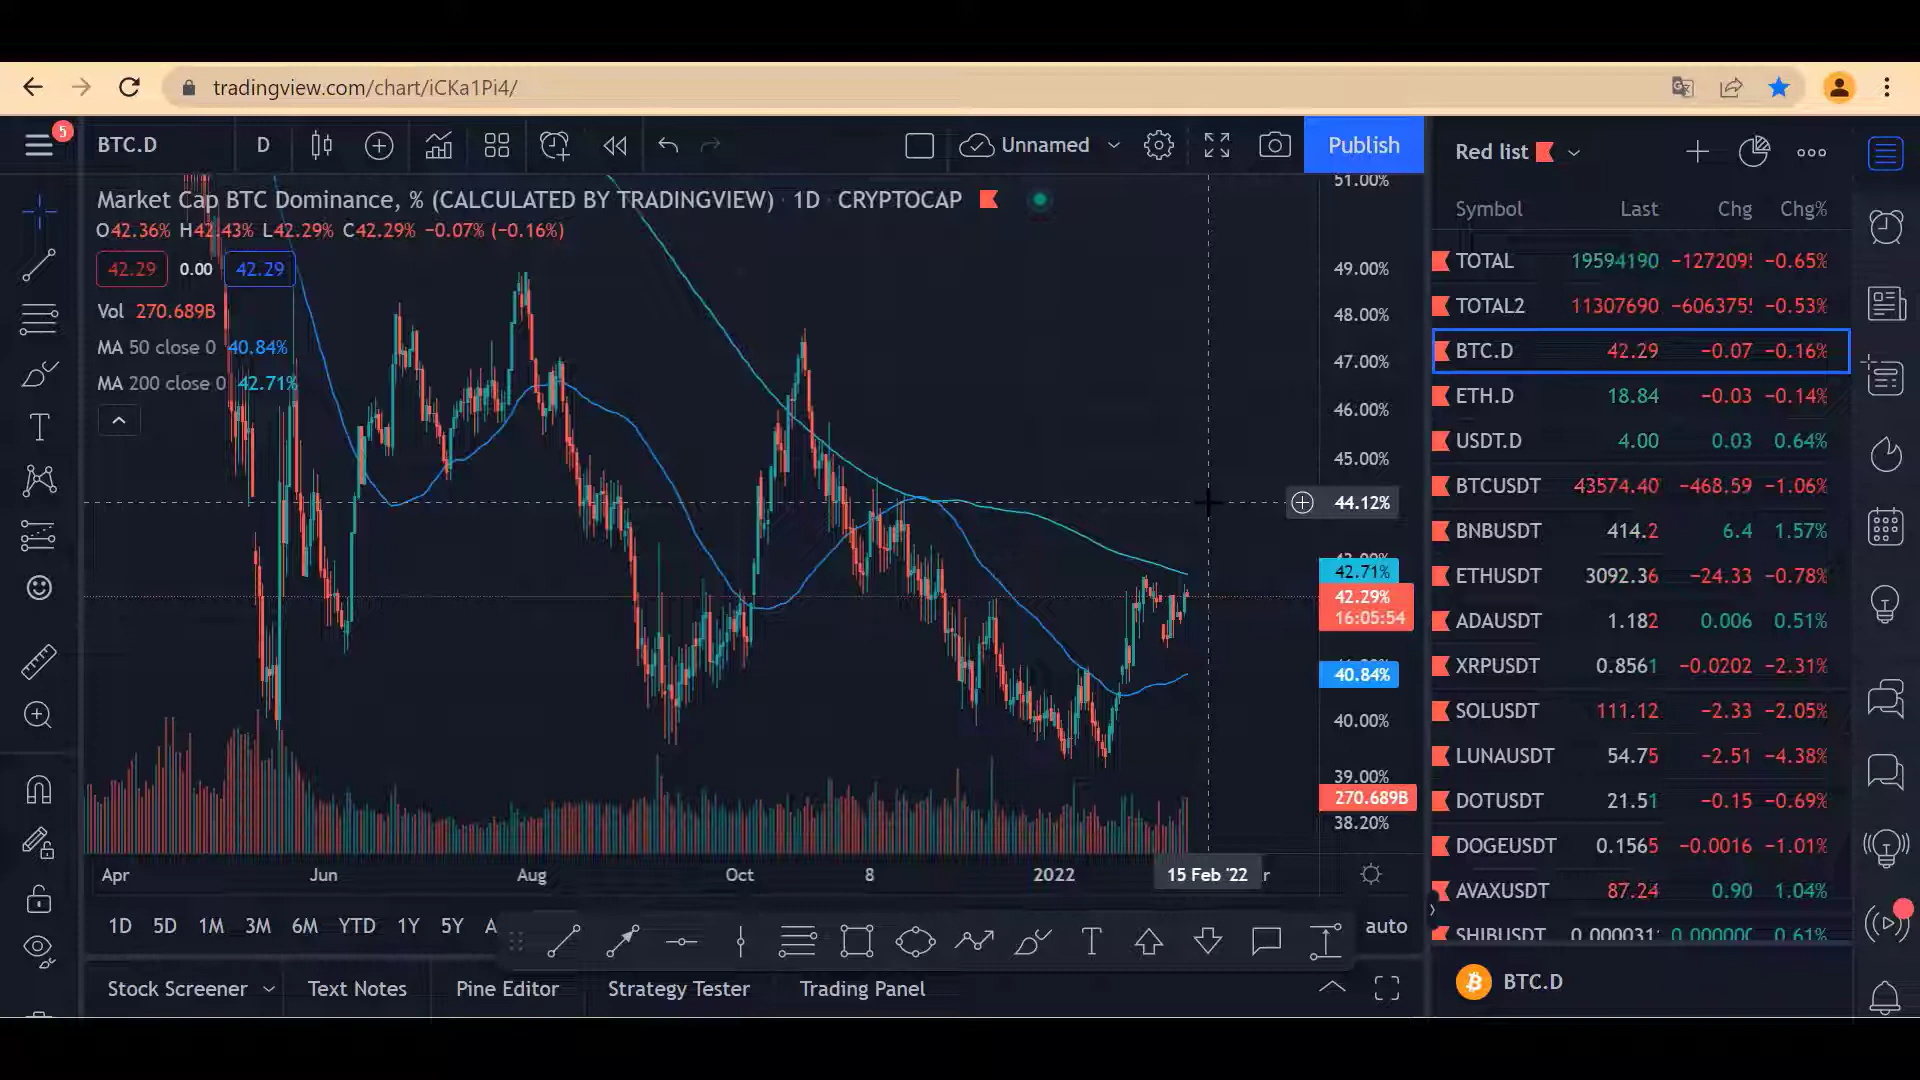 tradingview.com/chart/iCKa1Pi4/
5
BTC.D
D
Unnamed
Publish
Market Cap BTC Dominance, % (CALCULATED BY TRADINGVIEW) · 1D · CRYPTOCAP
O42.36% H42.43% L42.29% C42.29% −0.07% (−0.16%)
42.29 0.00 42.29
Vol 270.689B
MA 50 close 0 40.84%
MA 200 close 0 42.71%
51.00%
49.00%
48.00%
47.00%
46.00%
45.00%
44.12%
42.71%
42.29%
16:05:54
40.84%
40.00%
39.00%
270.689B
38.20%
Apr Jun Aug Oct 8 2022 15 Feb '22
1D 5D 1M 3M 6M YTD 1Y 5Y A
auto
Stock Screener Text Notes Pine Editor Strategy Tester Trading Panel
Red list
Symbol Last Chg Chg%
TOTAL 19594190 −127209 −0.65%
TOTAL2 11307690 −606375 −0.53%
BTC.D 42.29 −0.07 −0.16%
ETH.D 18.84 −0.03 −0.14%
USDT.D 4.00 0.03 0.64%
BTCUSDT 43574.40 −468.59 −1.06%
BNBUSDT 414.2 6.4 1.57%
ETHUSDT 3092.36 −24.33 −0.78%
ADAUSDT 1.182 0.006 0.51%
XRPUSDT 0.8561 −0.0202 −2.31%
SOLUSDT 111.12 −2.33 −2.05%
LUNAUSDT 54.75 −2.51 −4.38%
DOTUSDT 21.51 −0.15 −0.69%
DOGEUSDT 0.1565 −0.0016 −1.01%
AVAXUSDT 87.24 0.90 1.04%
SHIBUSDT 0.000031 0.000000 0.61%
BTC.D